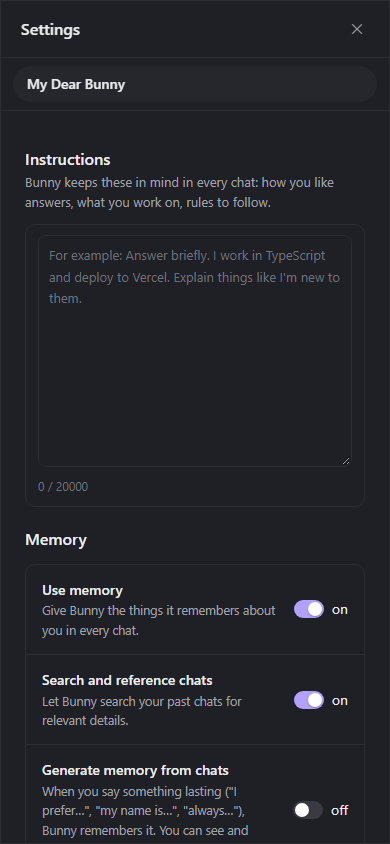 Settings
My Dear Bunny
Instructions
Bunny keeps these in mind in every chat: how you like
answers, what you work on, rules to follow.
For example: Answer briefly. I work in TypeScript
and deploy to Vercel. Explain things like I'm new to
them.
0 / 20000
Memory
Use memory
Give Bunny the things it remembers about
you in every chat.
on
Search and reference chats
Let Bunny search your past chats for
relevant details.
on
Generate memory from chats
When you say something lasting ("I
prefer...", "my name is...", "always..."),
Bunny remembers it. You can see and
off